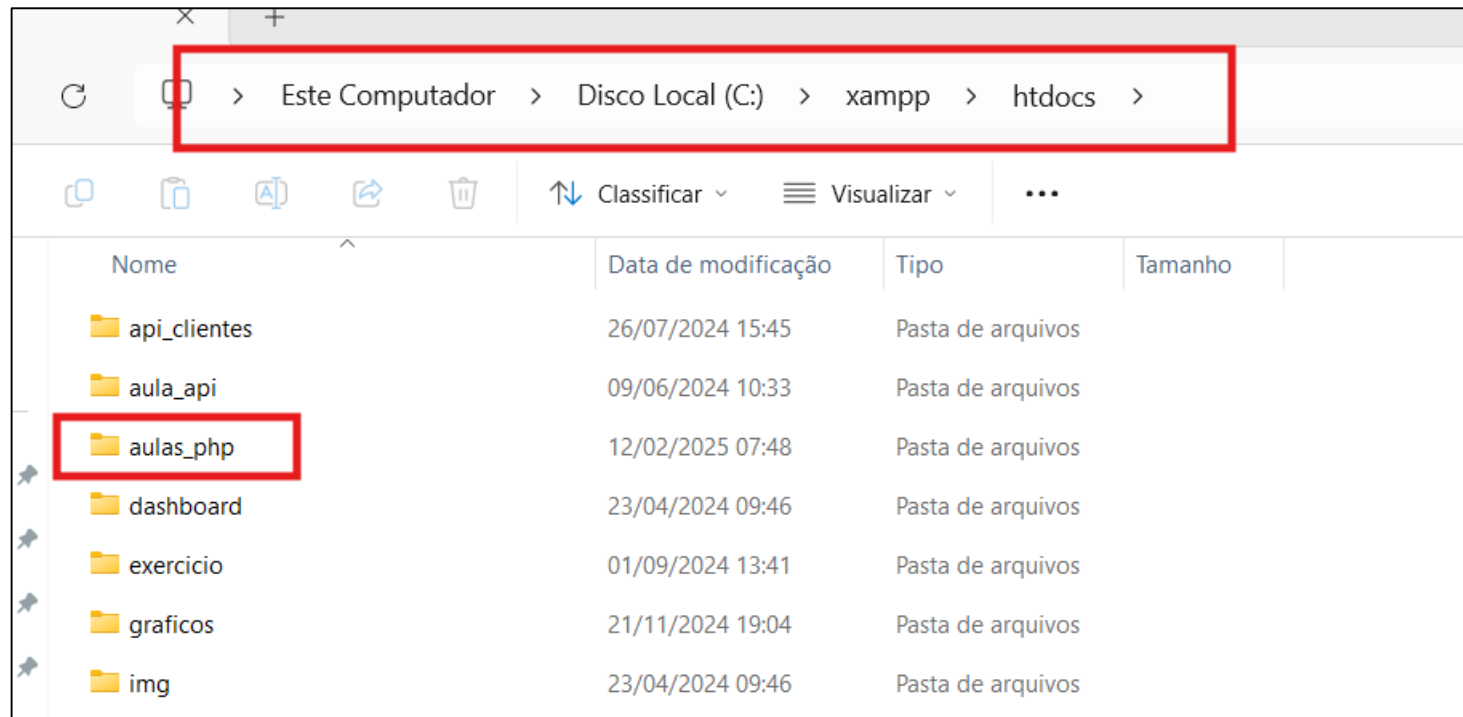 Este Computador > Disco Local (C:) > xampp > htdocs >
Classificar Visualizar
Nome Data de modificação Tipo Tamanho
api_clientes 26/07/2024 15:45 Pasta de arquivos
aula_api 09/06/2024 10:33 Pasta de arquivos
aulas_php 12/02/2025 07:48 Pasta de arquivos
dashboard 23/04/2024 09:46 Pasta de arquivos
exercicio 01/09/2024 13:41 Pasta de arquivos
graficos 21/11/2024 19:04 Pasta de arquivos
img 23/04/2024 09:46 Pasta de arquivos